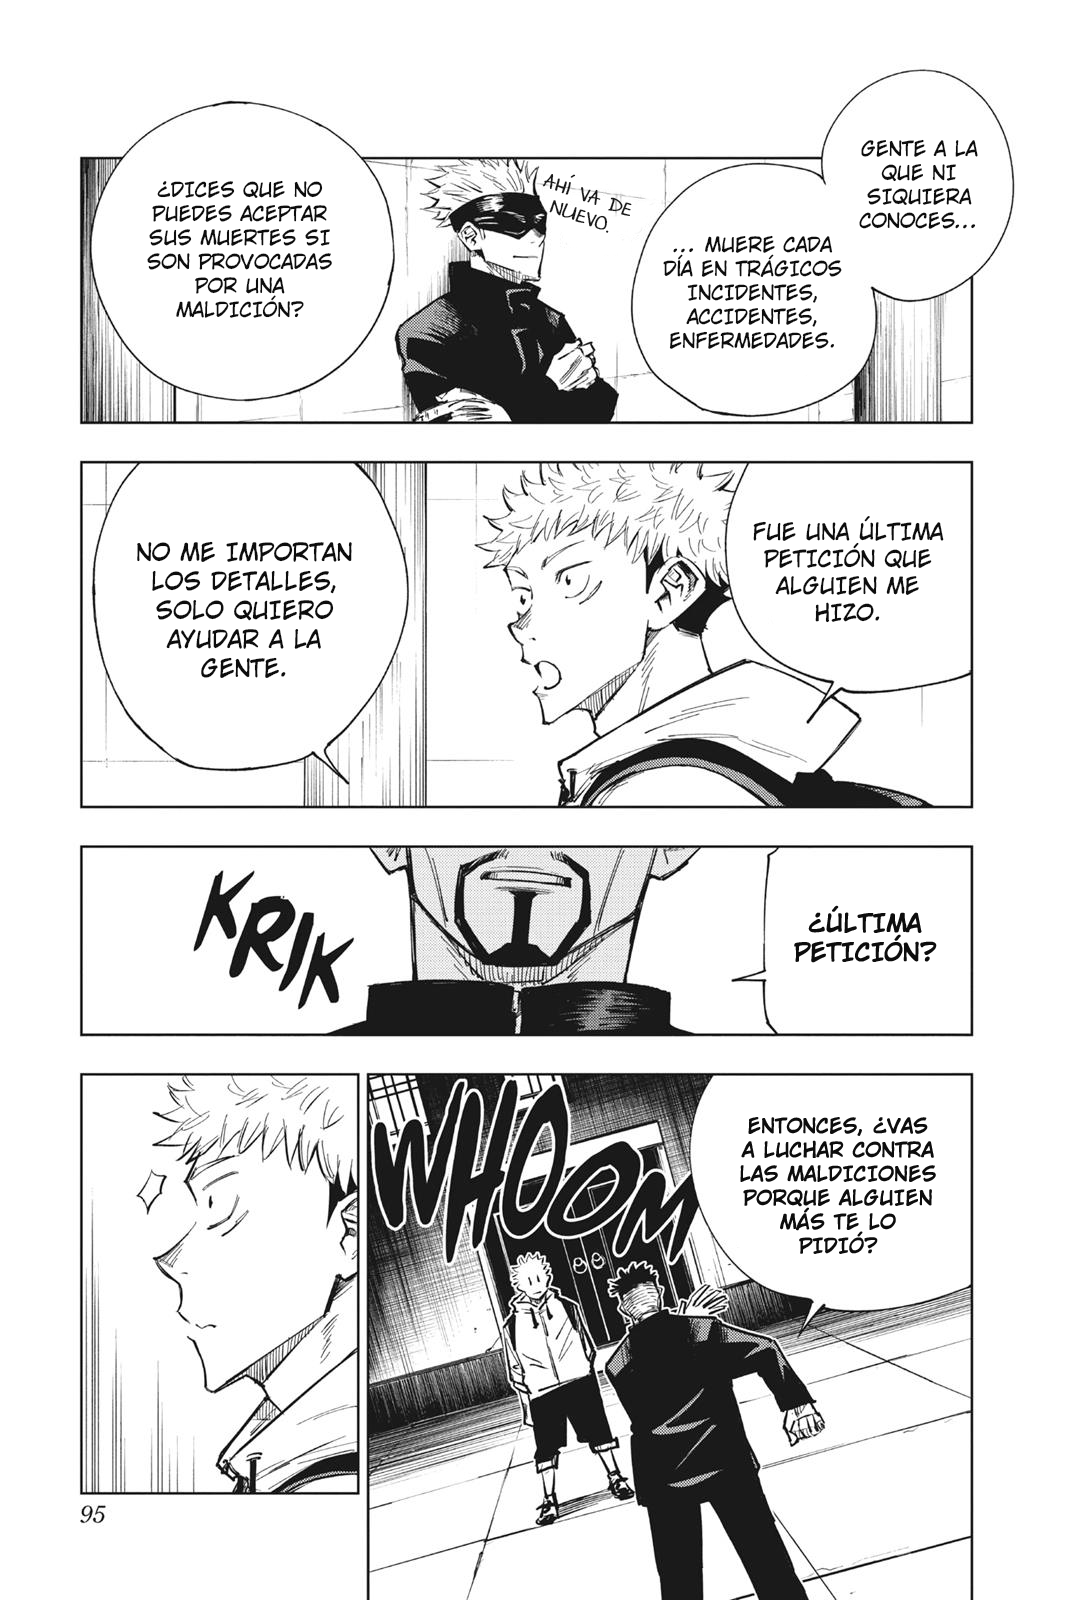 GENTE A LA
QUE NI
SIQUIERA
CONOCES...
... MUERE CADA
DÍA EN TRÁGICOS
INCIDENTES,
ACCIDENTES,
ENFERMEDADES.
AHÍ VA DE
NUEVO.
¿DICES QUE NO
PUEDES ACEPTAR
SUS MUERTES SI
SON PROVOCADAS
POR UNA
MALDICIÓN?
FUE UNA ÚLTIMA
PETICIÓN QUE
ALGUIEN ME
HIZO.
NO ME IMPORTAN
LOS DETALLES,
SOLO QUIERO
AYUDAR A LA
GENTE.
¿ÚLTIMA
PETICIÓN?
KRIK
ENTONCES, ¿VAS
A LUCHAR CONTRA
LAS MALDICIONES
PORQUE ALGUIEN
MÁS TE LO
PIDIÓ?
WHOOM
95